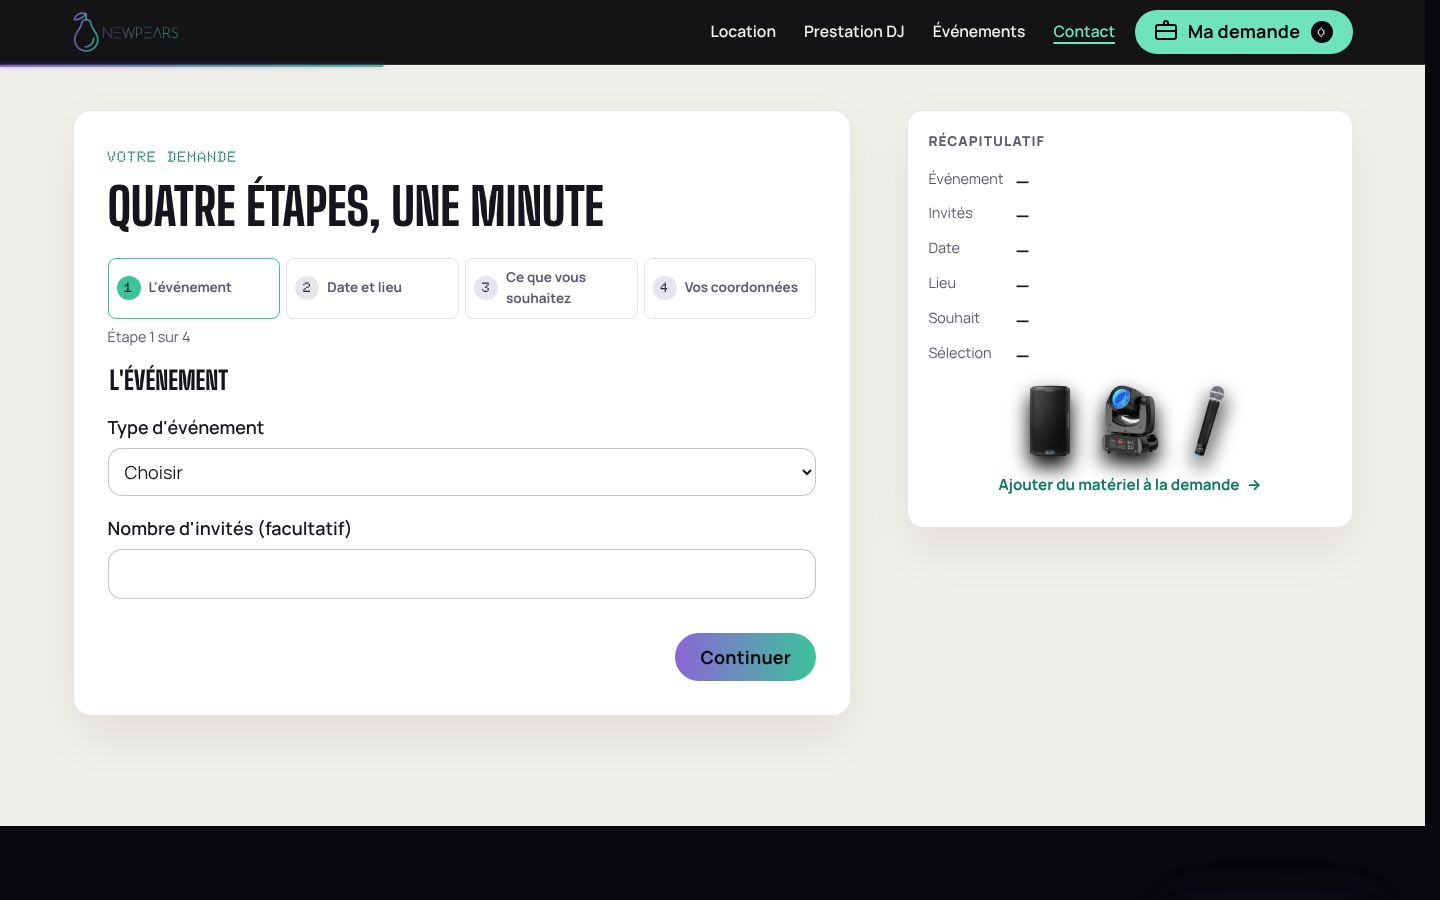 NEWPEARS
Location
Prestation DJ
Événements
Contact
Ma demande
0
VOTRE DEMANDE
QUATRE ÉTAPES, UNE MINUTE
1 L'événement
2 Date et lieu
3 Ce que vous
souhaitez
4 Vos coordonnées
Étape 1 sur 4
L'ÉVÉNEMENT
Type d'événement
Choisir
Nombre d'invités (facultatif)
Continuer
RÉCAPITULATIF
Événement —
Invités —
Date —
Lieu —
Souhait —
Sélection —
Ajouter du matériel à la demande →